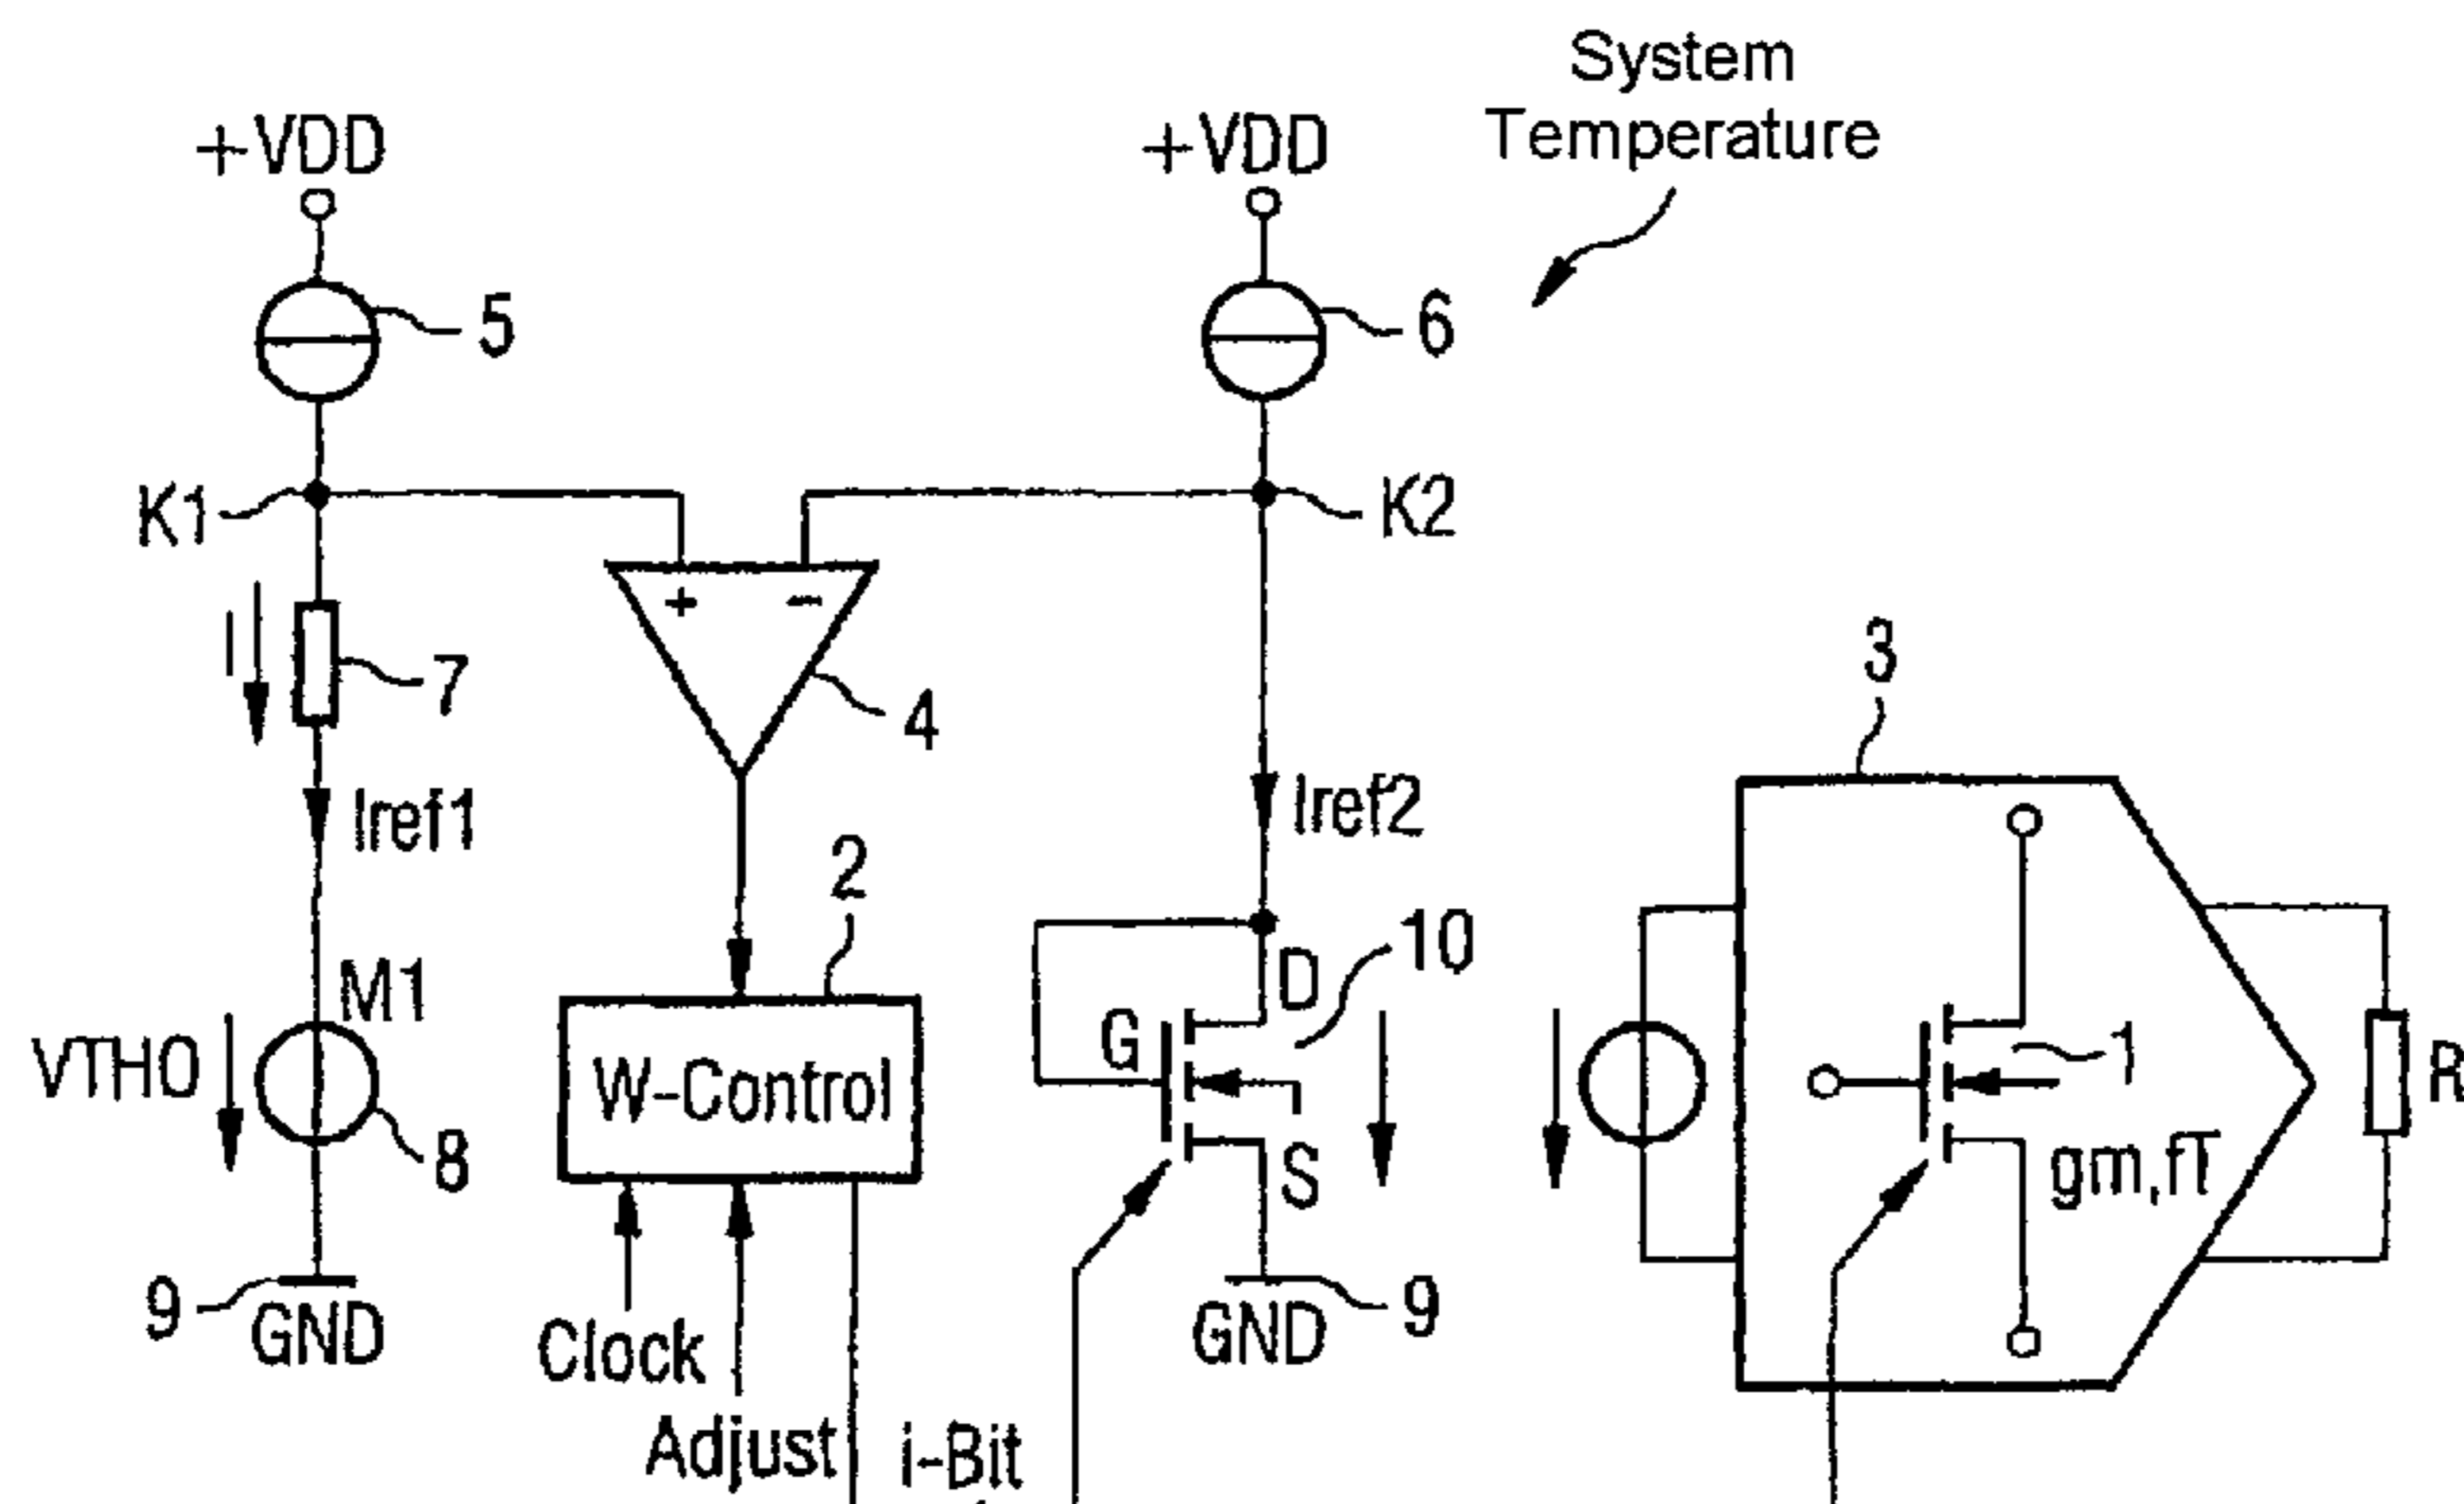 System
Temperature
+VDD
+VDD
5
6
K1
K2
+
-
7
4
3
Iref1
Iref2
2
10
M1
D
G
VTHO
W-Control
1
R
8
S
gm,fT
9
GND
GND
9
Clock
Adjust
i-Bit